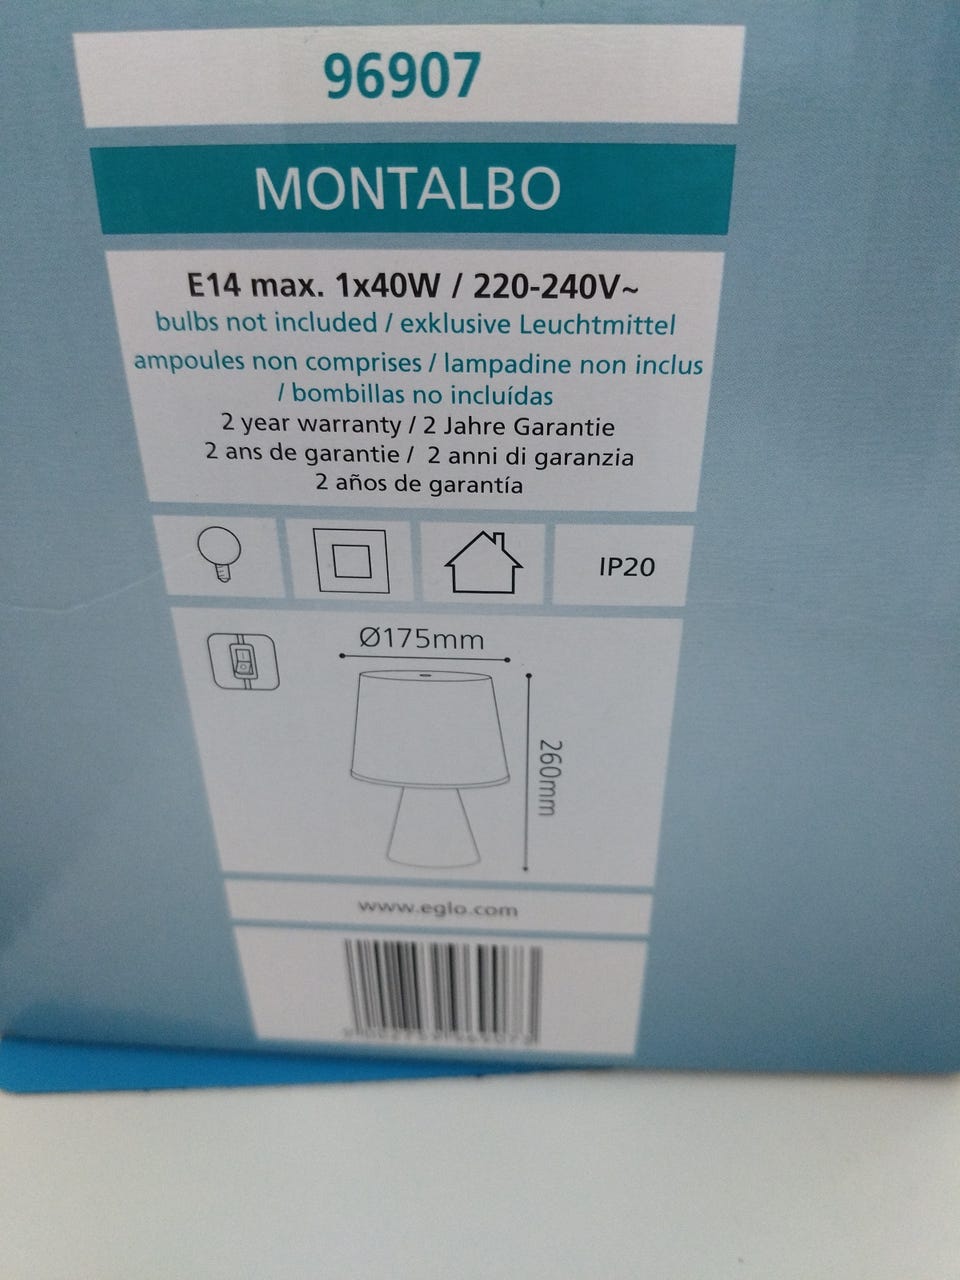 96907
MONTALBO
E14 max. 1x40W / 220-240V~
bulbs not included / exklusive Leuchtmittel
ampoules non comprises / lampadine non inclus
/ bombillas no incluídas
2 year warranty / 2 Jahre Garantie
2 ans de garantie / 2 anni di garanzia
2 años de garantía
IP20
Ø175mm
260mm
www.eglo.com